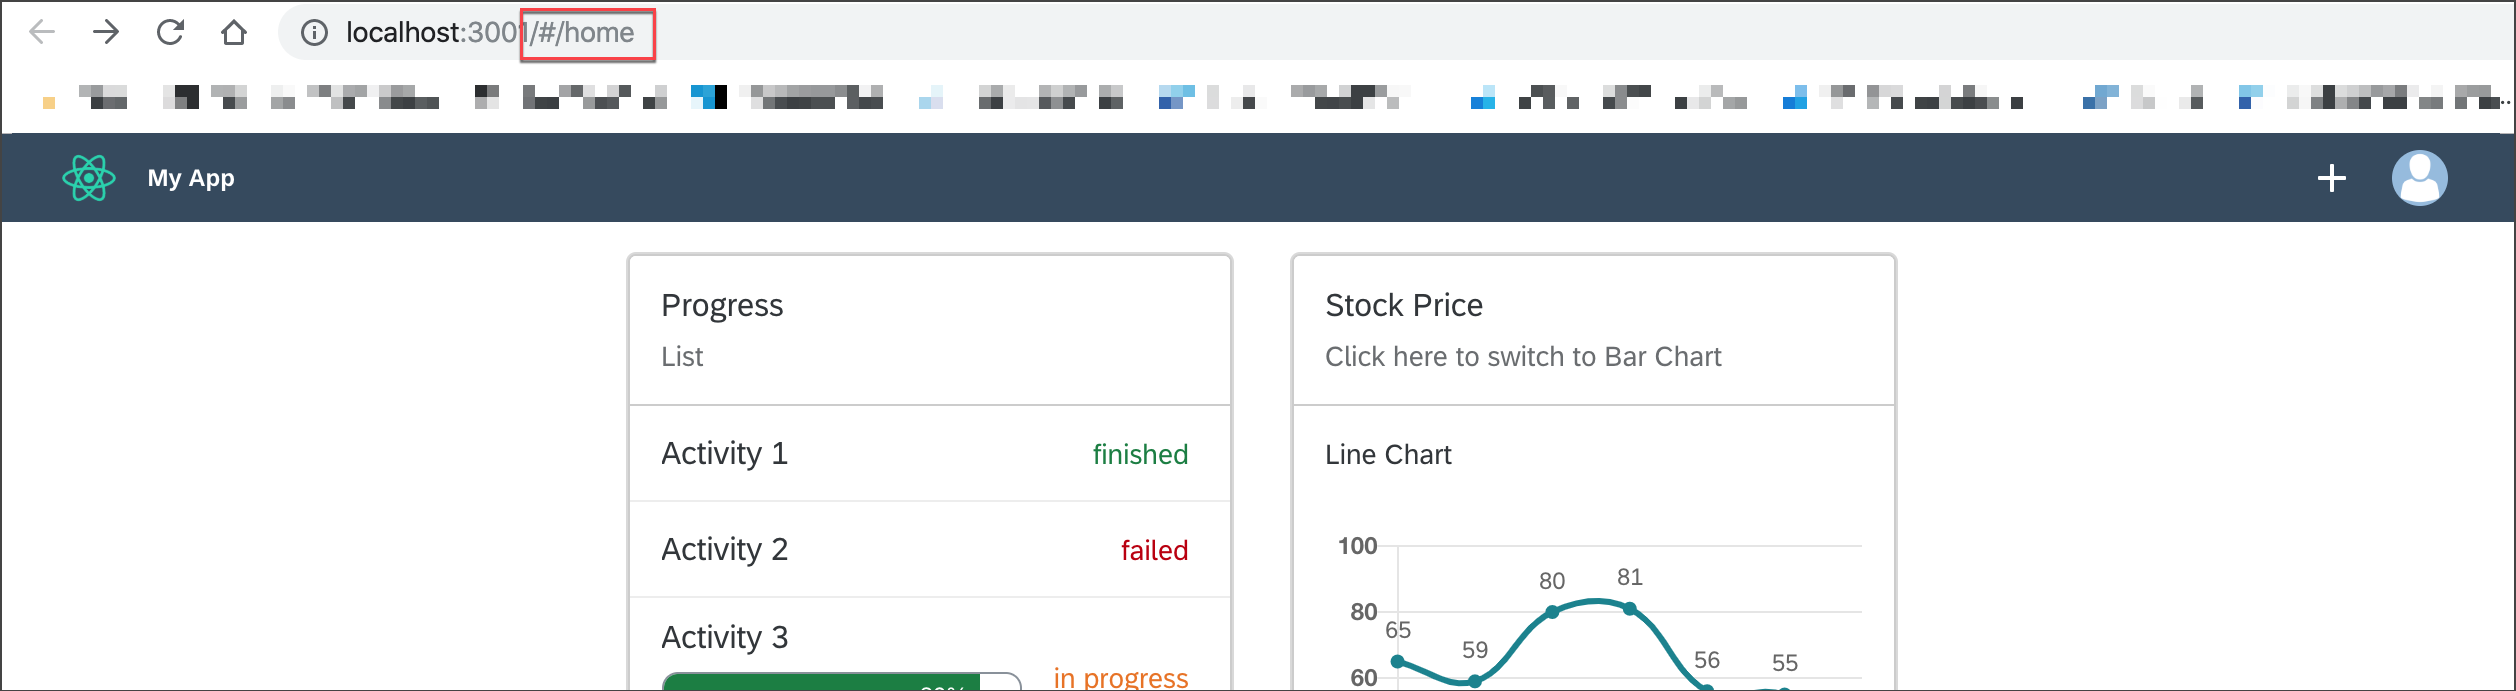 localhost:3001/#/home
My App
Progress
List
Activity 1 finished
Activity 2 failed
Activity 3
in progress
Stock Price
Click here to switch to Bar Chart
Line Chart
100
80
60
65
59
80
81
56
55